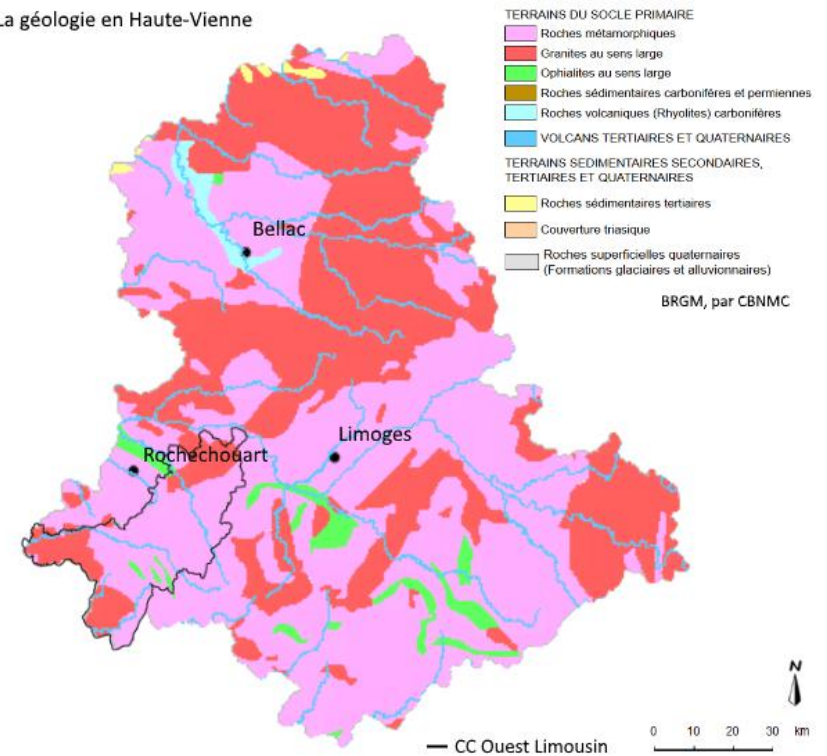 La géologie en Haute-Vienne
TERRAINS DU SOCLE PRIMAIRE
Roches métamorphiques
Granites au sens large
Ophialites au sens large
Roches sédimentaires carbonifères et permiennes
Roches volcaniques (Rhyolites) carbonifères
VOLCANS TERTIAIRES ET QUATERNAIRES
TERRAINS SEDIMENTAIRES SECONDAIRES,
TERTIAIRES ET QUATERNAIRES
Roches sédimentaires tertiaires
Couverture triasique
Roches superficielles quaternaires
(Formations glaciaires et alluvionnaires)
BRGM, par CBNMC
Bellac
Limoges
Rochechouart
N
0 10 20 30 km
CC Ouest Limousin